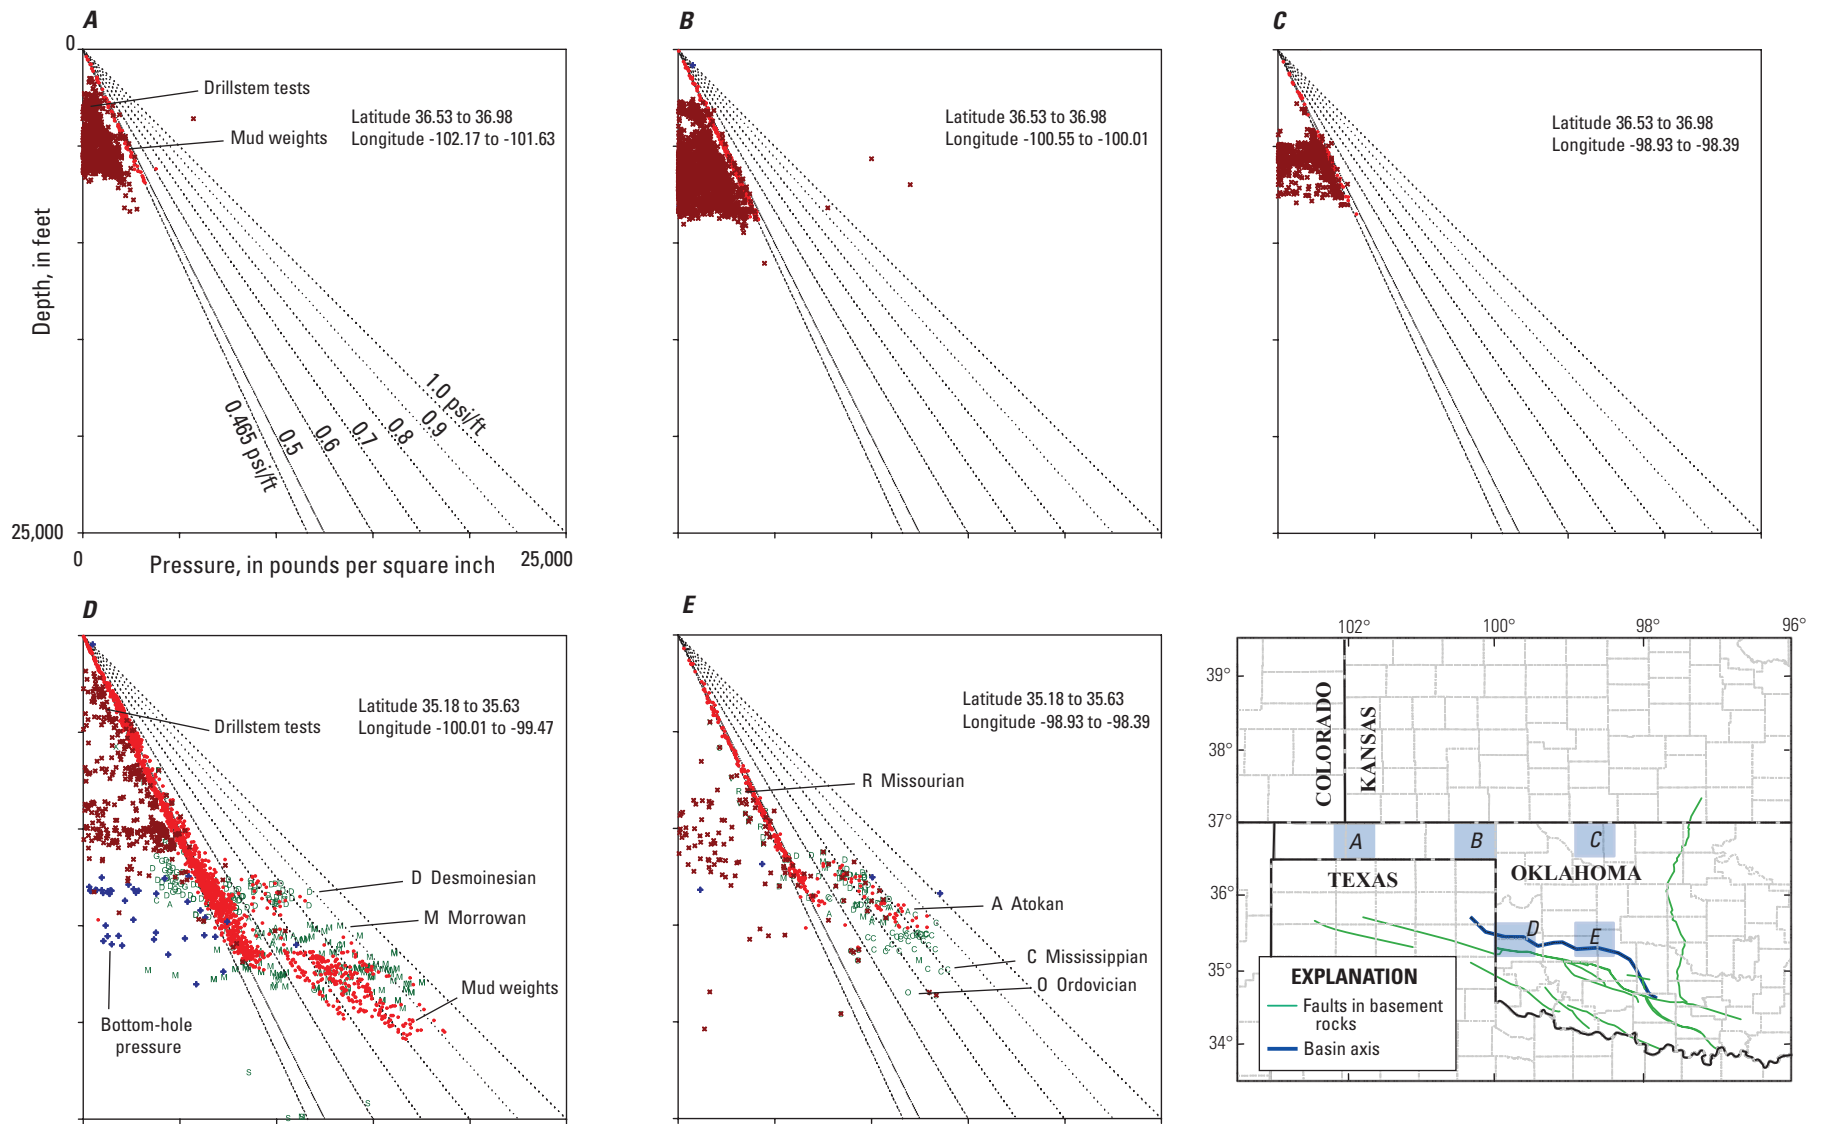 A
B
C
0
Drillstem tests
Mud weights
Latitude 36.53 to 36.98
Longitude -102.17 to -101.63
Latitude 36.53 to 36.98
Longitude -100.55 to -100.01
Latitude 36.53 to 36.98
Longitude -98.93 to -98.39
Depth, in feet
0.465 psi/ft
0.5
0.6
0.7
0.8
0.9
1.0 psi/ft
25,000
0
Pressure, in pounds per square inch
25,000
D
E
Drillstem tests
Latitude 35.18 to 35.63
Longitude -100.01 to -99.47
D Desmoinesian
M Morrowan
Mud weights
Bottom-hole
pressure
Latitude 35.18 to 35.63
Longitude -98.93 to -98.39
R Missourian
A Atokan
C Mississippian
O Ordovician
102°
100°
98°
96°
39°
38°
37°
36°
35°
34°
COLORADO
KANSAS
A
B
C
TEXAS
OKLAHOMA
D
E
EXPLANATION
Faults in basement
rocks
Basin axis